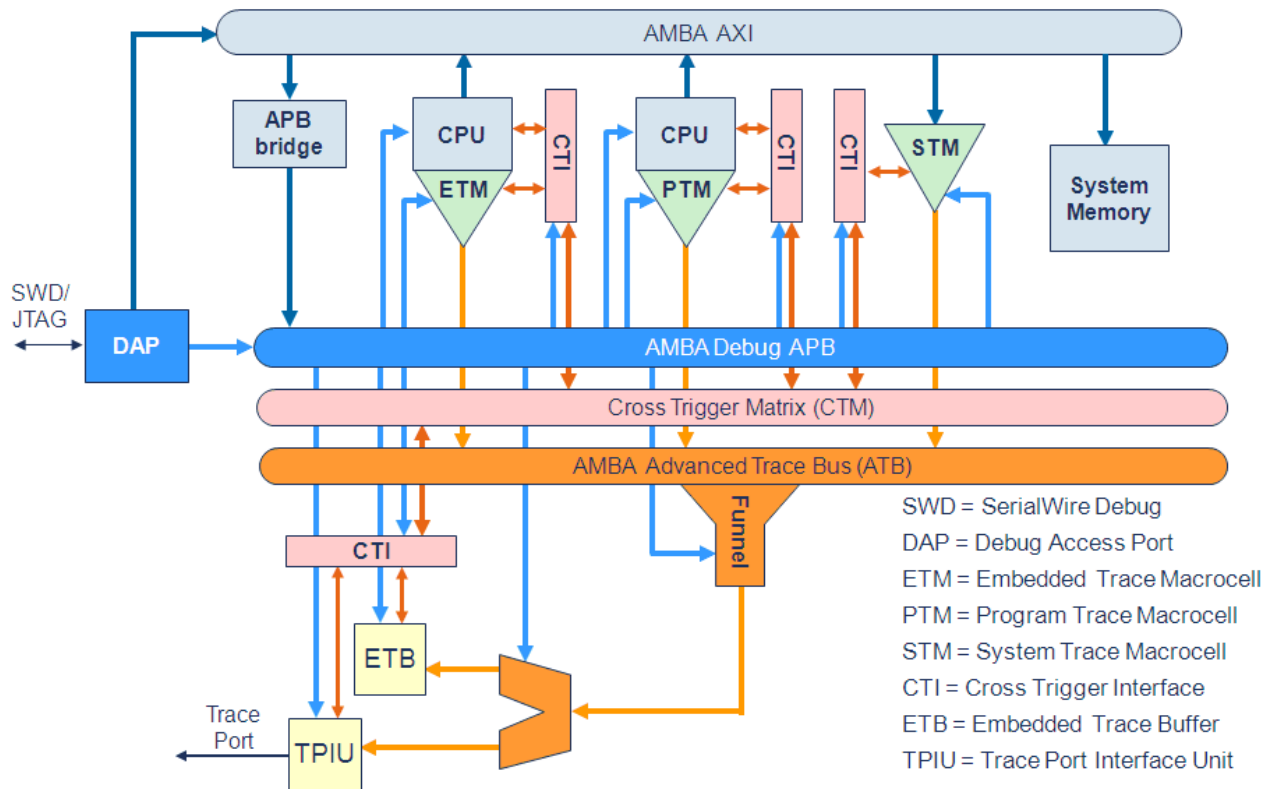 AMBA AXI
APB
bridge
CPU
CTI
CPU
CTI
CTI
STM
ETM
PTM
System
Memory
SWD/
JTAG
DAP
AMBA Debug APB
Cross Trigger Matrix (CTM)
AMBA Advanced Trace Bus (ATB)
Funnel
CTI
ETB
Trace
Port
TPIU
SWD = SerialWire Debug
DAP = Debug Access Port
ETM = Embedded Trace Macrocell
PTM = Program Trace Macrocell
STM = System Trace Macrocell
CTI = Cross Trigger Interface
ETB = Embedded Trace Buffer
TPIU = Trace Port Interface Unit